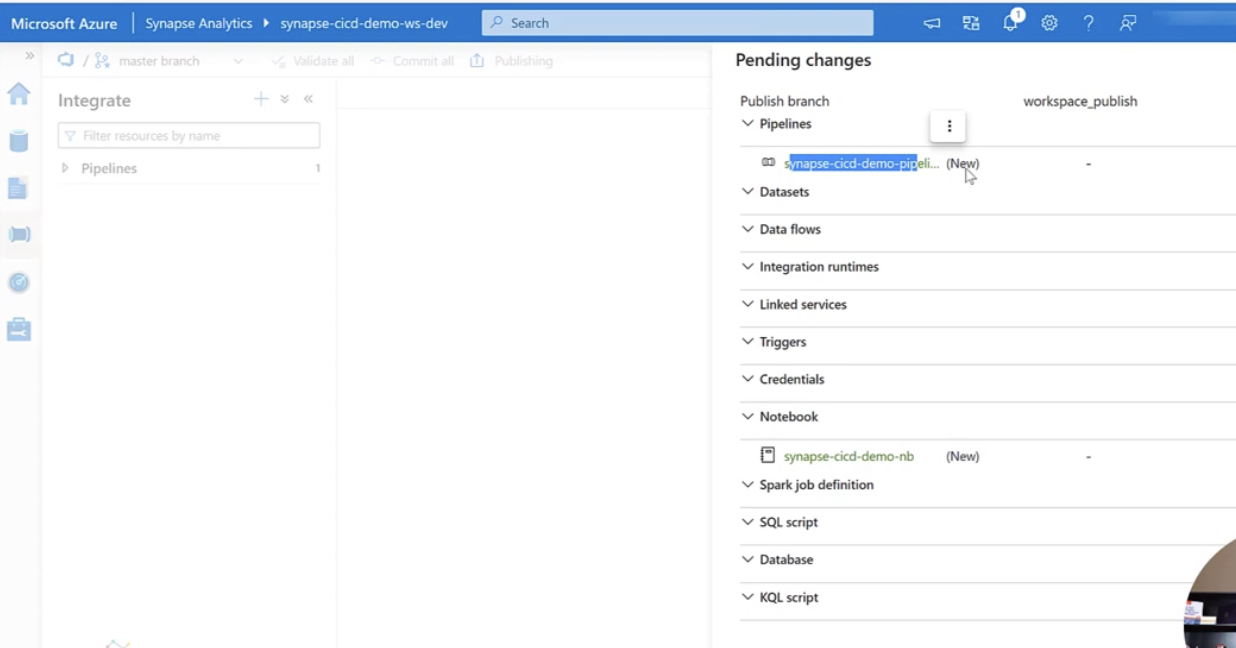 Microsoft Azure Synapse Analytics synapse-cicd-demo-ws-dev Search 1
/ master branch Validate all Commit all Publishing
Integrate
Filter resources by name
Pipelines 1
Pending changes
Publish branch workspace_publish
Pipelines
synapse-cicd-demo-pipeli... (New) -
Datasets
Data flows
Integration runtimes
Linked services
Triggers
Credentials
Notebook
synapse-cicd-demo-nb (New) -
Spark job definition
SQL script
Database
KQL script